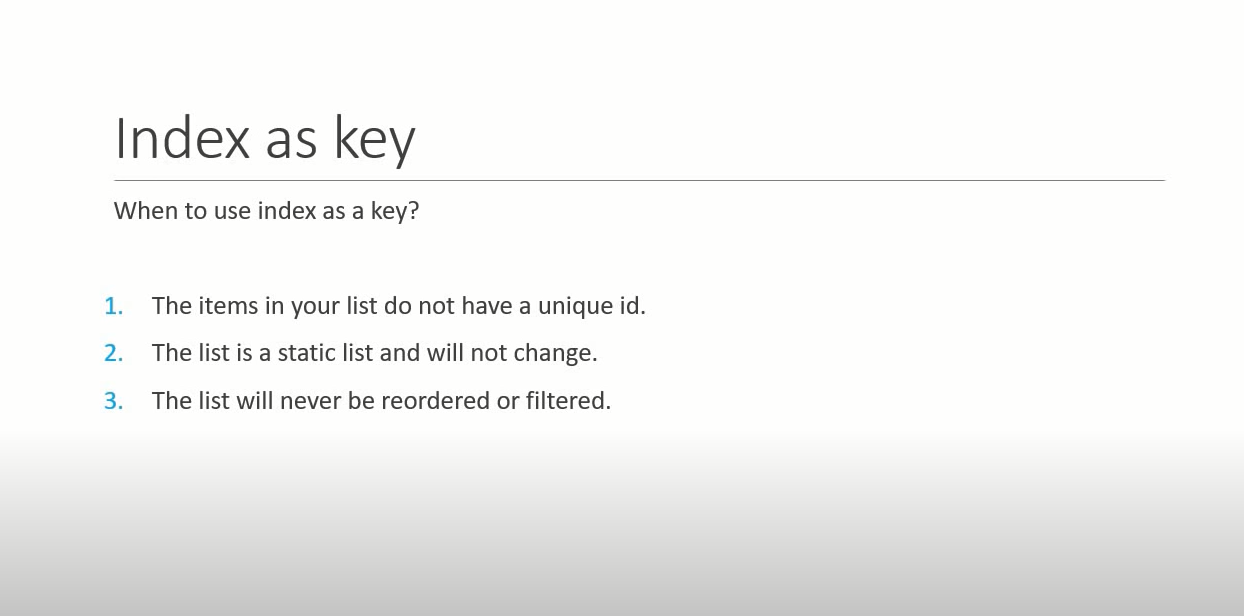 Index as key
When to use index as a key?
1. The items in your list do not have a unique id.
2. The list is a static list and will not change.
3. The list will never be reordered or filtered.